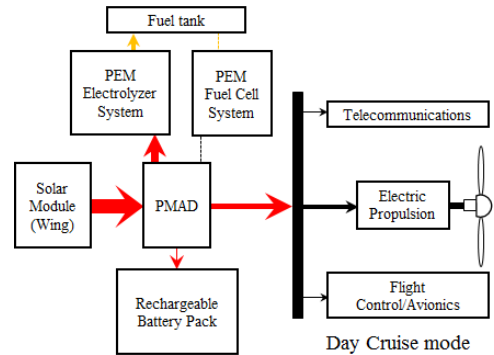 Fuel tank
PEM
Electrolyzer
System
PEM
Fuel Cell
System
Telecommunications
Solar
Module
(Wing)
PMAD
Electric
Propulsion
Rechargeable
Battery Pack
Flight
Control/Avionics
Day Cruise mode